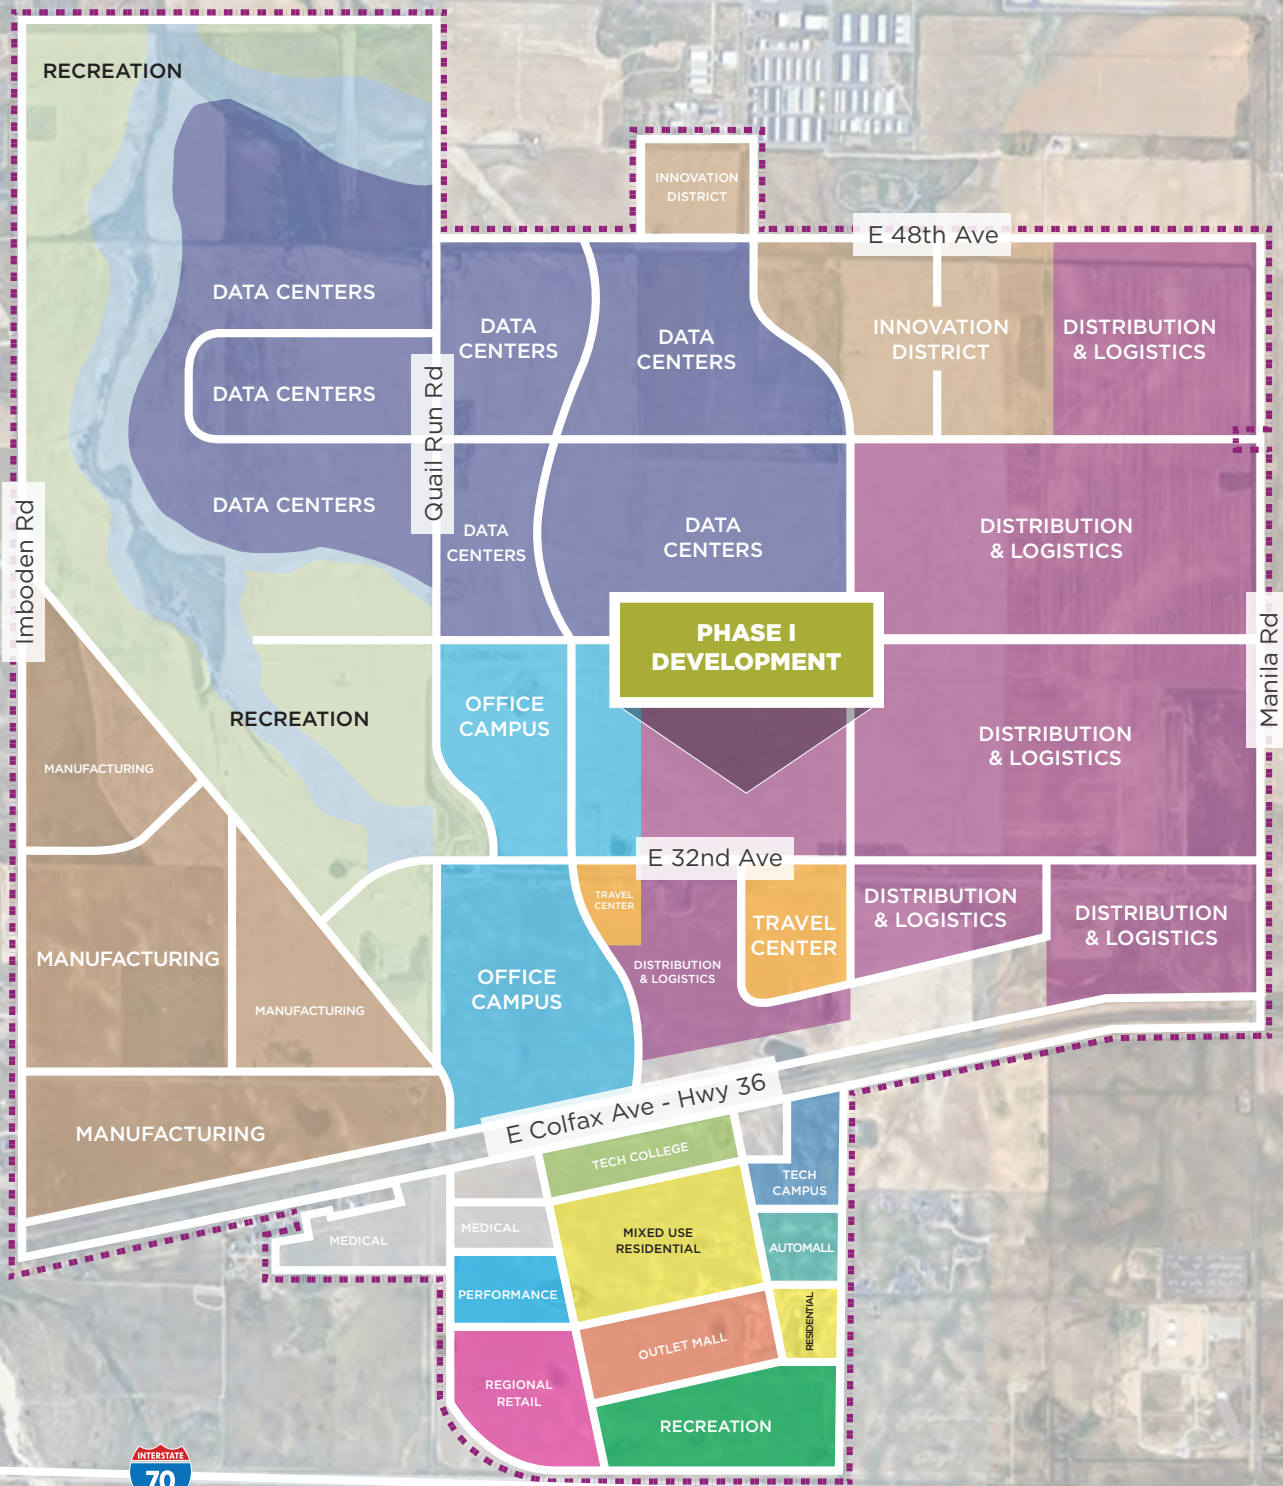 RECREATION
INNOVATION
DISTRICT
E 48th Ave
DATA CENTERS
DATA
CENTERS
DATA
CENTERS
INNOVATION
DISTRICT
DISTRIBUTION
& LOGISTICS
DATA CENTERS
Quail Run Rd
DATA CENTERS
DATA
CENTERS
DATA
CENTERS
DISTRIBUTION
& LOGISTICS
Imboden Rd
PHASE I
DEVELOPMENT
Manila Rd
RECREATION
OFFICE
CAMPUS
DISTRIBUTION
& LOGISTICS
MANUFACTURING
E 32nd Ave
TRAVEL
CENTER
TRAVEL
CENTER
DISTRIBUTION
& LOGISTICS
DISTRIBUTION
& LOGISTICS
MANUFACTURING
OFFICE
CAMPUS
DISTRIBUTION
& LOGISTICS
MANUFACTURING
MANUFACTURING
E Colfax Ave - Hwy 36
TECH COLLEGE
TECH
CAMPUS
MEDICAL
MEDICAL
MIXED USE
RESIDENTIAL
AUTOMALL
PERFORMANCE
OUTLET MALL
RESIDENTIAL
REGIONAL
RETAIL
RECREATION
INTERSTATE
70